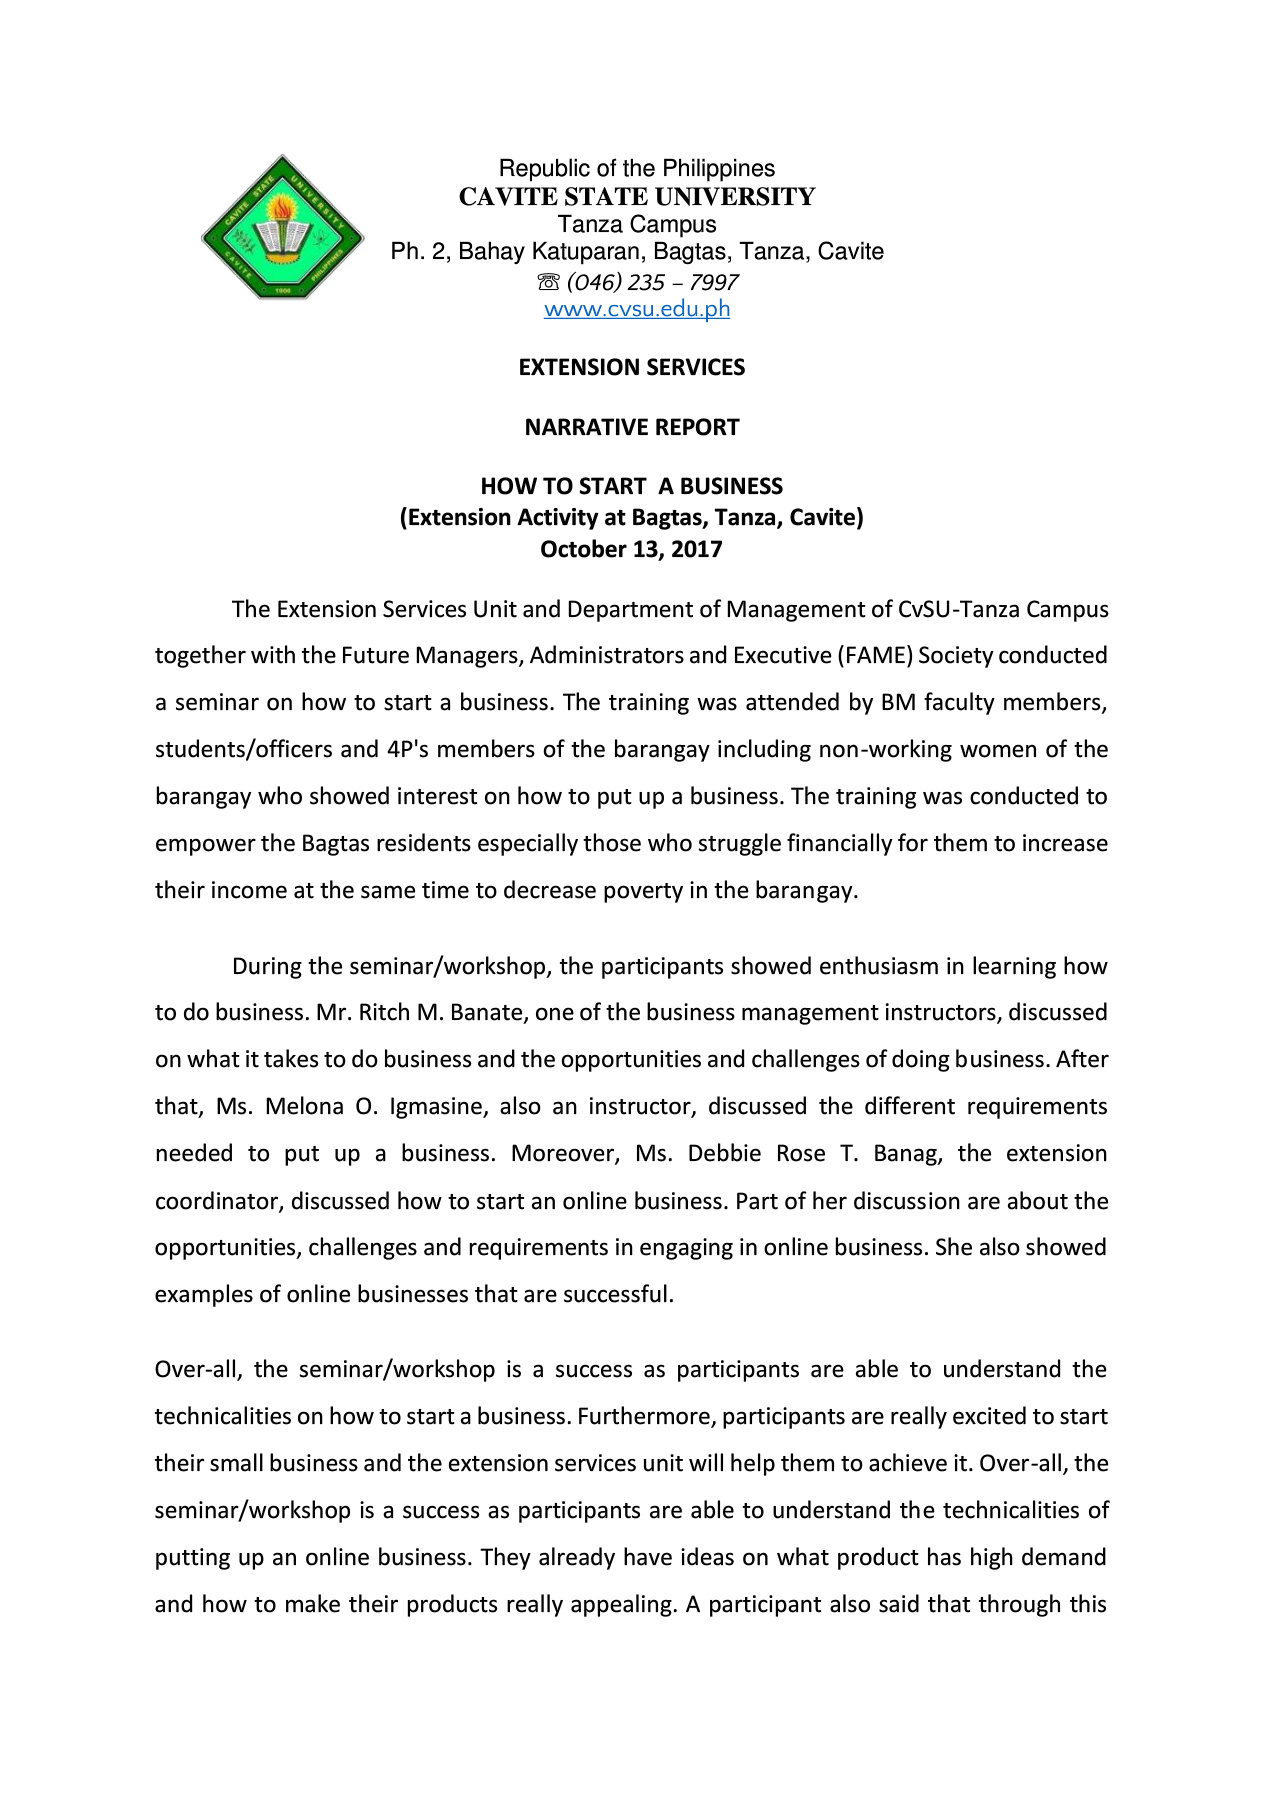 Republic of the Philippines
CAVITE STATE UNIVERSITY
Tanza Campus
Ph. 2, Bahay Katuparan, Bagtas, Tanza, Cavite
☏ (046) 235 – 7997
www.cvsu.edu.ph
CAVITE STATE UNIVERSITY
CAVITE PHILIPPINES
1906
EXTENSION SERVICES
NARRATIVE REPORT
HOW TO START  A BUSINESS
(Extension Activity at Bagtas, Tanza, Cavite)
October 13, 2017
The Extension Services Unit and Department of Management of CvSU-Tanza Campus
together with the Future Managers, Administrators and Executive (FAME) Society conducted
a seminar on how to start a business. The training was attended by BM faculty members,
students/officers and 4P's members of the barangay including non-working women of the
barangay who showed interest on how to put up a business. The training was conducted to
empower the Bagtas residents especially those who struggle financially for them to increase
their income at the same time to decrease poverty in the barangay.
During the seminar/workshop, the participants showed enthusiasm in learning how
to do business. Mr. Ritch M. Banate, one of the business management instructors, discussed
on what it takes to do business and the opportunities and challenges of doing business. After
that, Ms. Melona O. Igmasine, also an instructor, discussed the different requirements
needed to put up a business. Moreover, Ms. Debbie Rose T. Banag, the extension
coordinator, discussed how to start an online business. Part of her discussion are about the
opportunities, challenges and requirements in engaging in online business. She also showed
examples of online businesses that are successful.
Over-all, the seminar/workshop is a success as participants are able to understand the
technicalities on how to start a business. Furthermore, participants are really excited to start
their small business and the extension services unit will help them to achieve it. Over-all, the
seminar/workshop is a success as participants are able to understand the technicalities of
putting up an online business. They already have ideas on what product has high demand
and how to make their products really appealing. A participant also said that through this